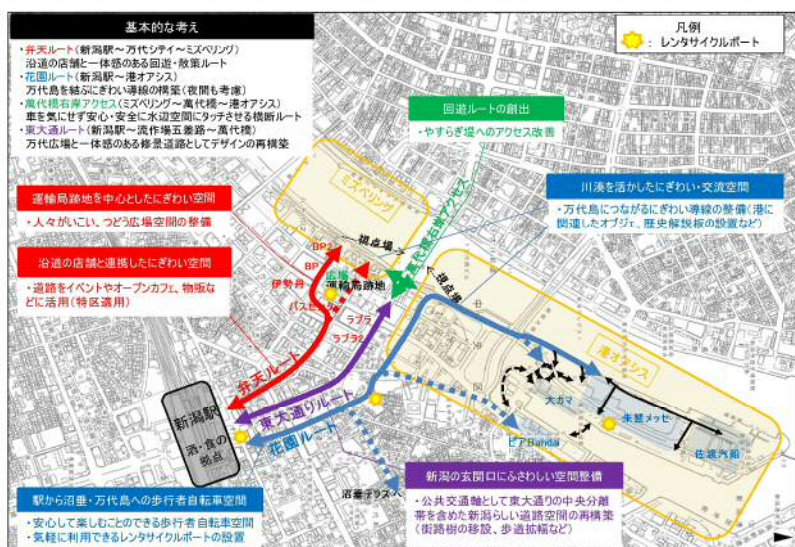 基本的な考え
・弁天ルート(新潟駅～万代シテイ～ミズベリング)
沿道の店舗と一体感のある回遊・散策ルート
・花園ルート(新潟駅～港オアシス)
万代島を結ぶにぎわい導線の構築(夜間も考慮)
・萬代橋右岸アクセス(ミズベリング～萬代橋～港オアシス)
車を気にせず安心・安全に水辺空間にタッチさせる横断ルート
・東大通ルート(新潟駅～流作場五差路～萬代橋)
万代広場と一体感のある修景道路としてデザインの再構築
凡例
：レンタサイクルポート
回遊ルートの創出
・やすらぎ堤へのアクセス改善
運輸局跡地を中心としたにぎわい空間
・人々がいこい、つどう広場空間の整備
川湊を活かしたにぎわい・交流空間
・万代島につながるにぎわい導線の整備(港に
関連したオブジェ、歴史解説板の設置など)
沿道の店舗と連携したにぎわい空間
・道路をイベントやオープンカフェ、物販な
どに活用(特区適用)
ミズベリング
視点場
萬代橋右岸アクセス
視点場
BP2
BP
伊勢丹
広場
運輸局跡地
ラブラ
ラブラ2
弁天ルート
東大通りルート
花園ルート
新潟駅
酒・食の
拠点
港オアシス
大カマ
朱鷺メッセ
ピアBandai
佐渡汽船
沼垂テラスへ
駅から沼垂・万代島への歩行者自転車空間
・安心して楽しむことのできる歩行者自転車空間
・気軽に利用できるレンタサイクルポートの設置
新潟の玄関口にふさわしい空間整備
・公共交通軸として東大通りの中央分離
帯を含めた新潟らしい道路空間の再構築
(街路樹の移設、歩道拡幅など)